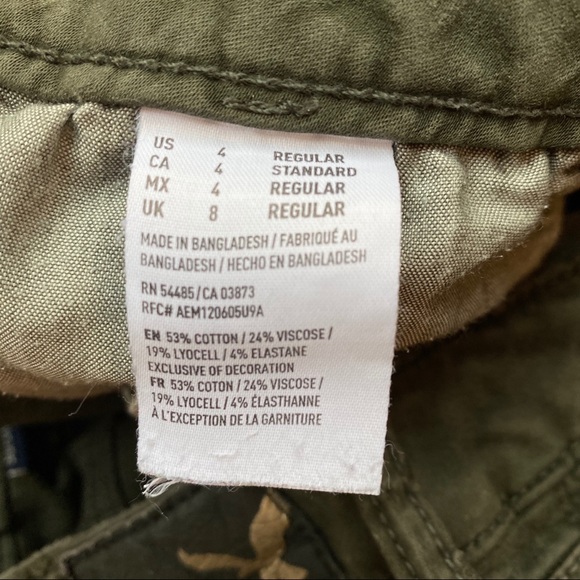 US 4 REGULAR
CA 4 STANDARD
MX 4 REGULAR
UK 8 REGULAR
MADE IN BANGLADESH / FABRIQUÉ AU
BANGLADESH / HECHO EN BANGLADESH
RN 54485 / CA 03873
RFC# AEM120605U9A
EN 53% COTTON / 24% VISCOSE /
19% LYOCELL / 4% ELASTANE
EXCLUSIVE OF DECORATION
FR 53% COTON / 24% VISCOSE /
19% LYOCELL / 4% ÉLASTHANNE
À L'EXCEPTION DE LA GARNITURE